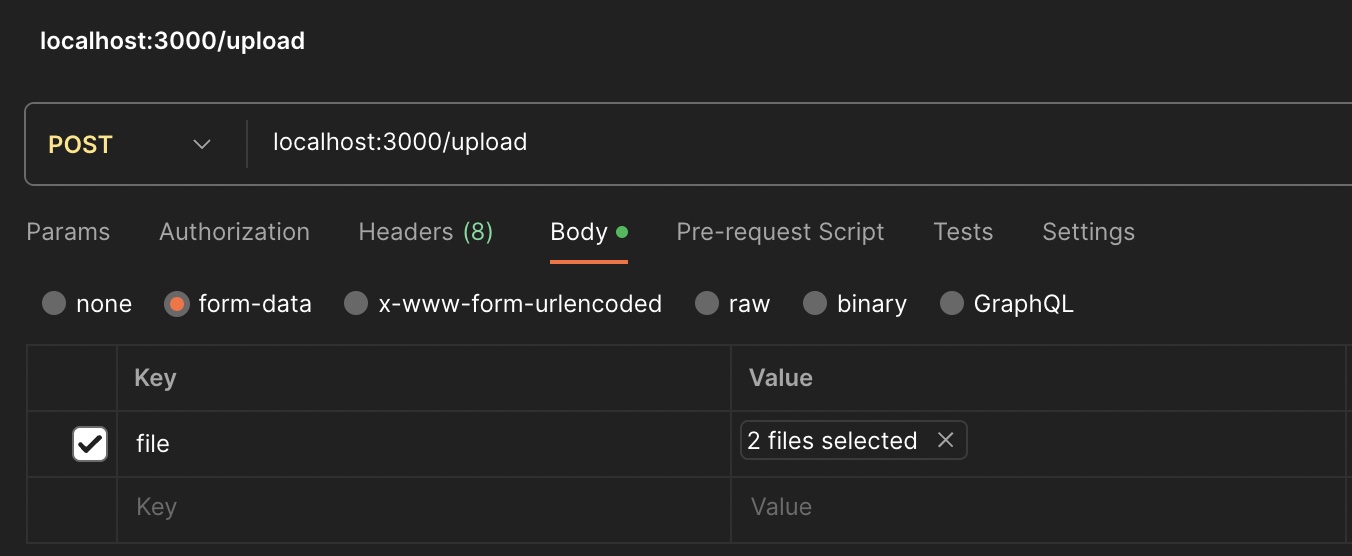 localhost:3000/upload
POST localhost:3000/upload
Params Authorization Headers (8) Body Pre-request Script Tests Settings
none form-data x-www-form-urlencoded raw binary GraphQL
Key Value
file 2 files selected
Key Value